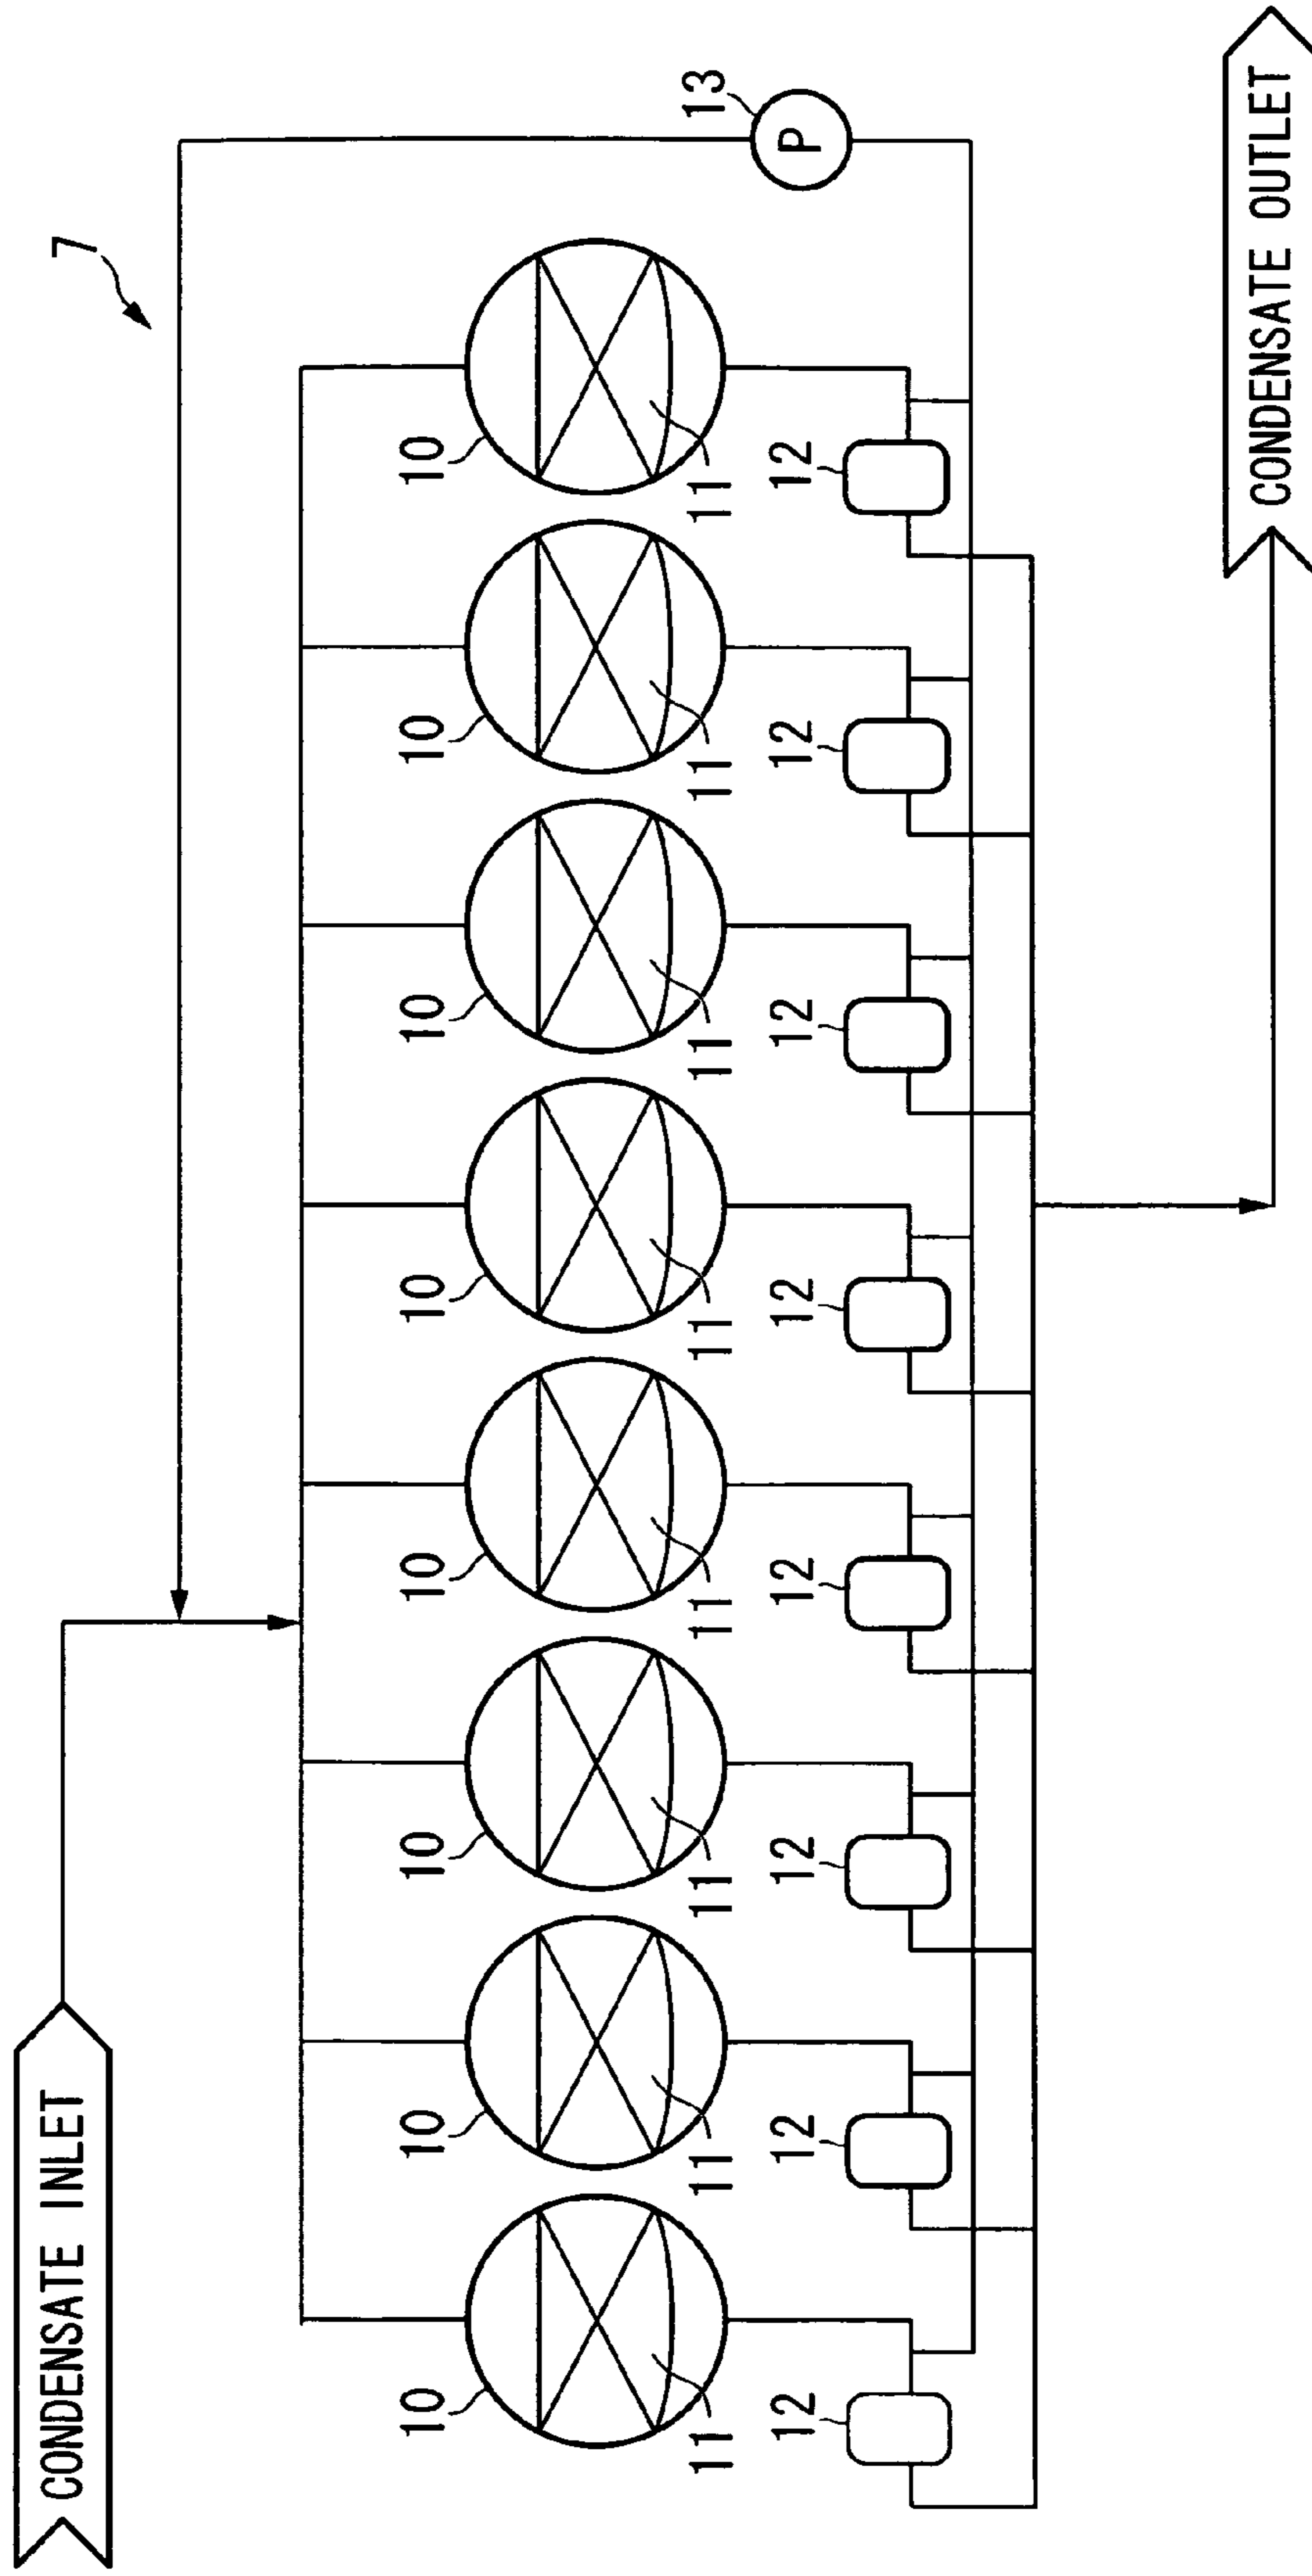 CONDENSATE INLET
7
10 10 10 10 10 10 10 10
11 11 11 11 11 11 11 11
13
P
12 12 12 12 12 12 12 12
CONDENSATE OUTLET